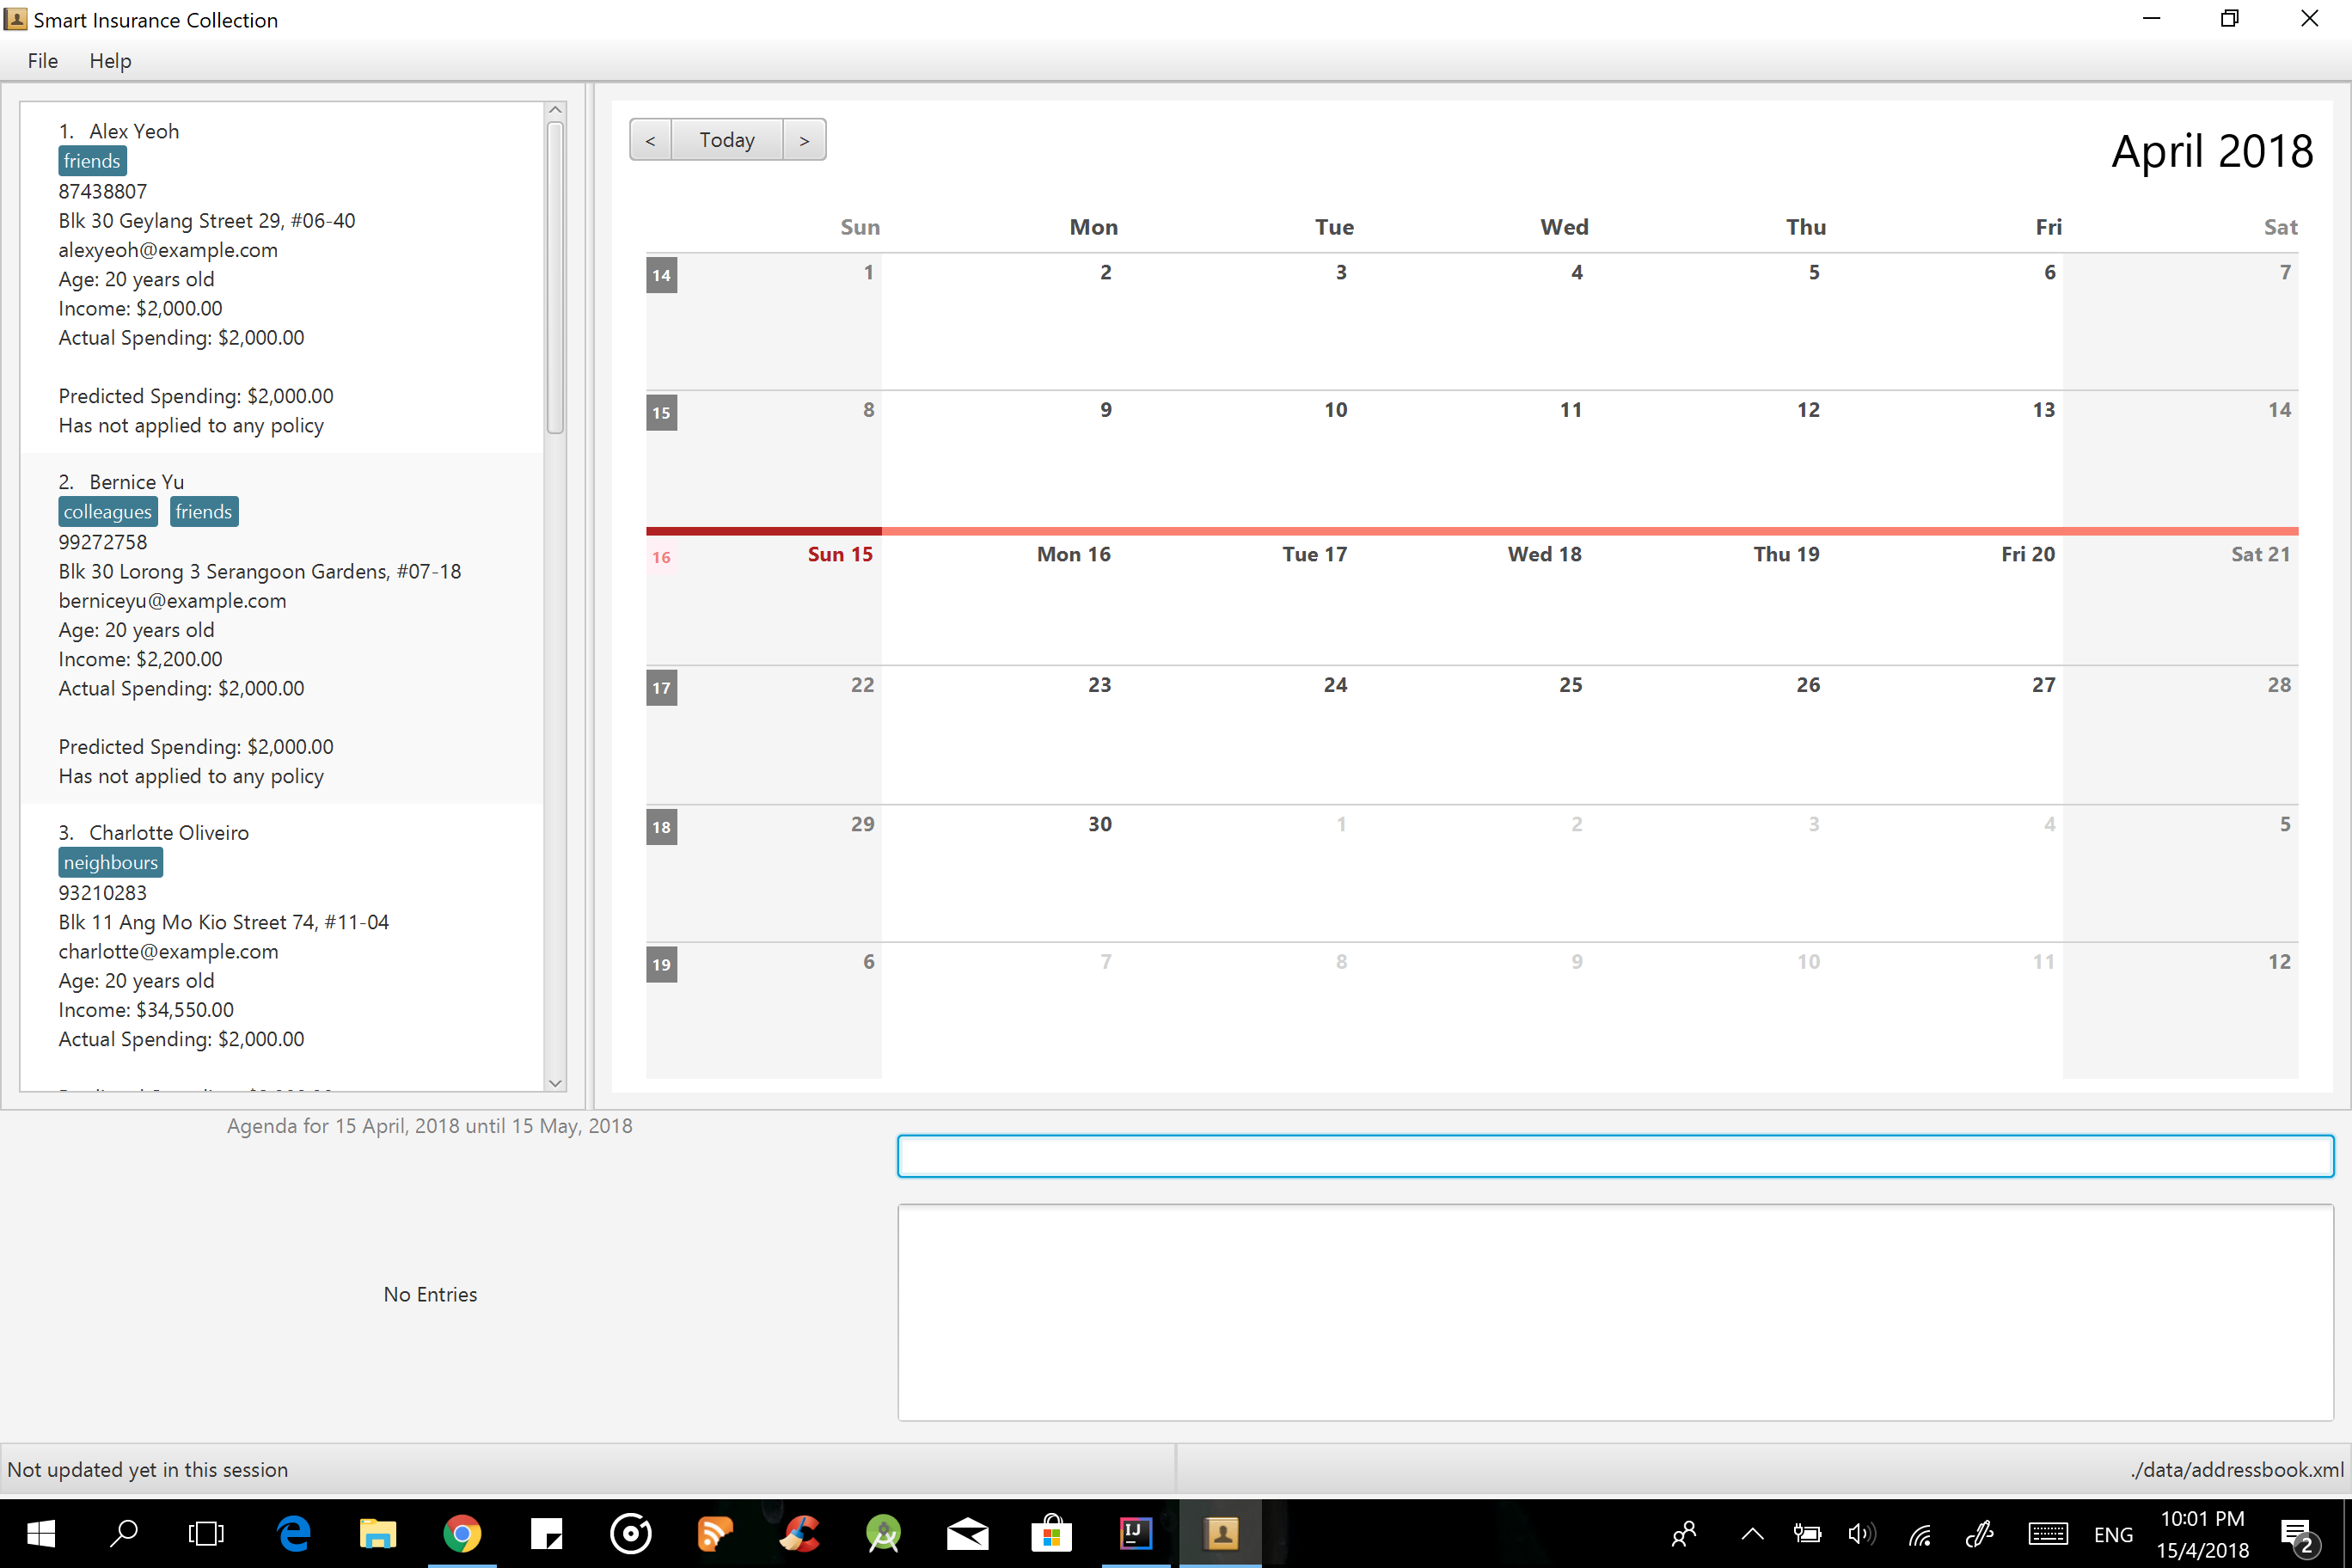 Smart Insurance Collection
File Help
1. Alex Yeoh
friends
87438807
Blk 30 Geylang Street 29, #06-40
alexyeoh@example.com
Age: 20 years old
Income: $2,000.00
Actual Spending: $2,000.00
Predicted Spending: $2,000.00
Has not applied to any policy
2. Bernice Yu
colleagues friends
99272758
Blk 30 Lorong 3 Serangoon Gardens, #07-18
berniceyu@example.com
Age: 20 years old
Income: $2,200.00
Actual Spending: $2,000.00
Predicted Spending: $2,000.00
Has not applied to any policy
3. Charlotte Oliveiro
neighbours
93210283
Blk 11 Ang Mo Kio Street 74, #11-04
charlotte@example.com
Age: 20 years old
Income: $34,550.00
Actual Spending: $2,000.00
< Today >
April 2018
Sun Mon Tue Wed Thu Fri Sat
14 1 2 3 4 5 6 7
15 8 9 10 11 12 13 14
16 Sun 15 Mon 16 Tue 17 Wed 18 Thu 19 Fri 20 Sat 21
17 22 23 24 25 26 27 28
18 29 30 1 2 3 4 5
19 6 7 8 9 10 11 12
Agenda for 15 April, 2018 until 15 May, 2018
No Entries
Not updated yet in this session
./data/addressbook.xml
IJ
ENG
10:01 PM
15/4/2018
2